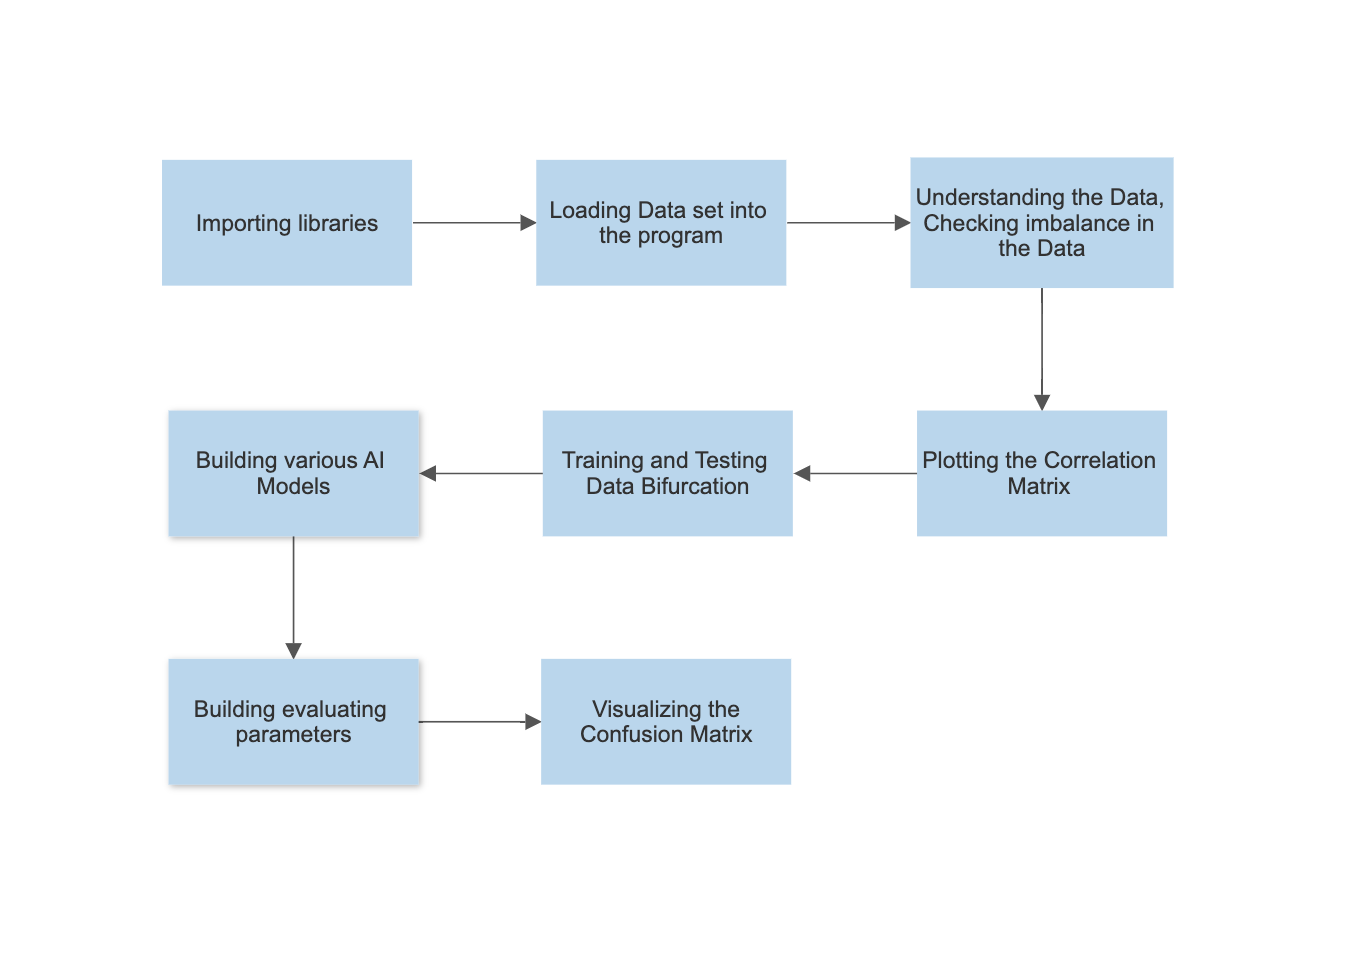 Importing libraries
Loading Data set into
the program
Understanding the Data,
Checking imbalance in
the Data
Plotting the Correlation
Matrix
Training and Testing
Data Bifurcation
Building various AI
Models
Building evaluating
parameters
Visualizing the
Confusion Matrix